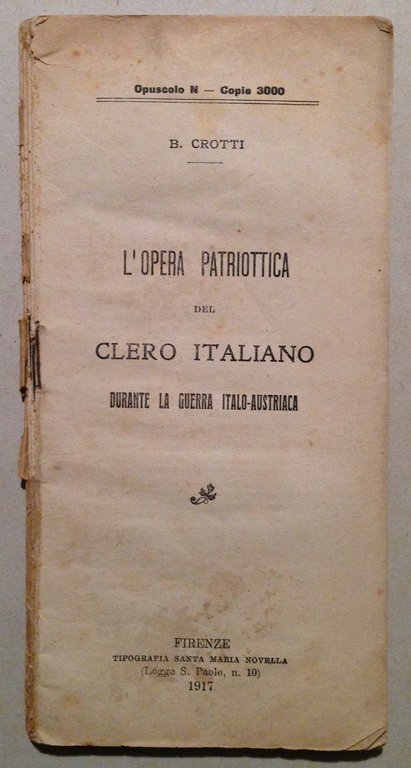 Opuscolo N — Copie 3000
B. CROTTI
L'OPERA PATRIOTTICA
DEL
CLERO ITALIANO
DURANTE LA GUERRA ITALO-AUSTRIACA
FIRENZE
TIPOGRAFIA SANTA MARIA NOVELLA
(Logge S. Paolo, n. 10)
1917